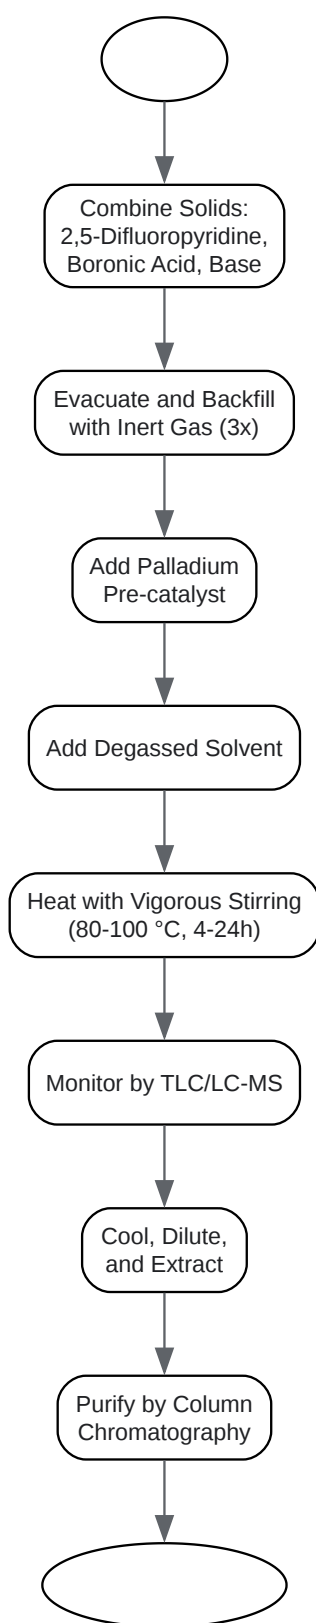 Combine Solids:
2,5-Difluoropyridine,
Boronic Acid, Base
Evacuate and Backfill
with Inert Gas (3x)
Add Palladium
Pre-catalyst
Add Degassed Solvent
Heat with Vigorous Stirring
(80-100 °C, 4-24h)
Monitor by TLC/LC-MS
Cool, Dilute,
and Extract
Purify by Column
Chromatography